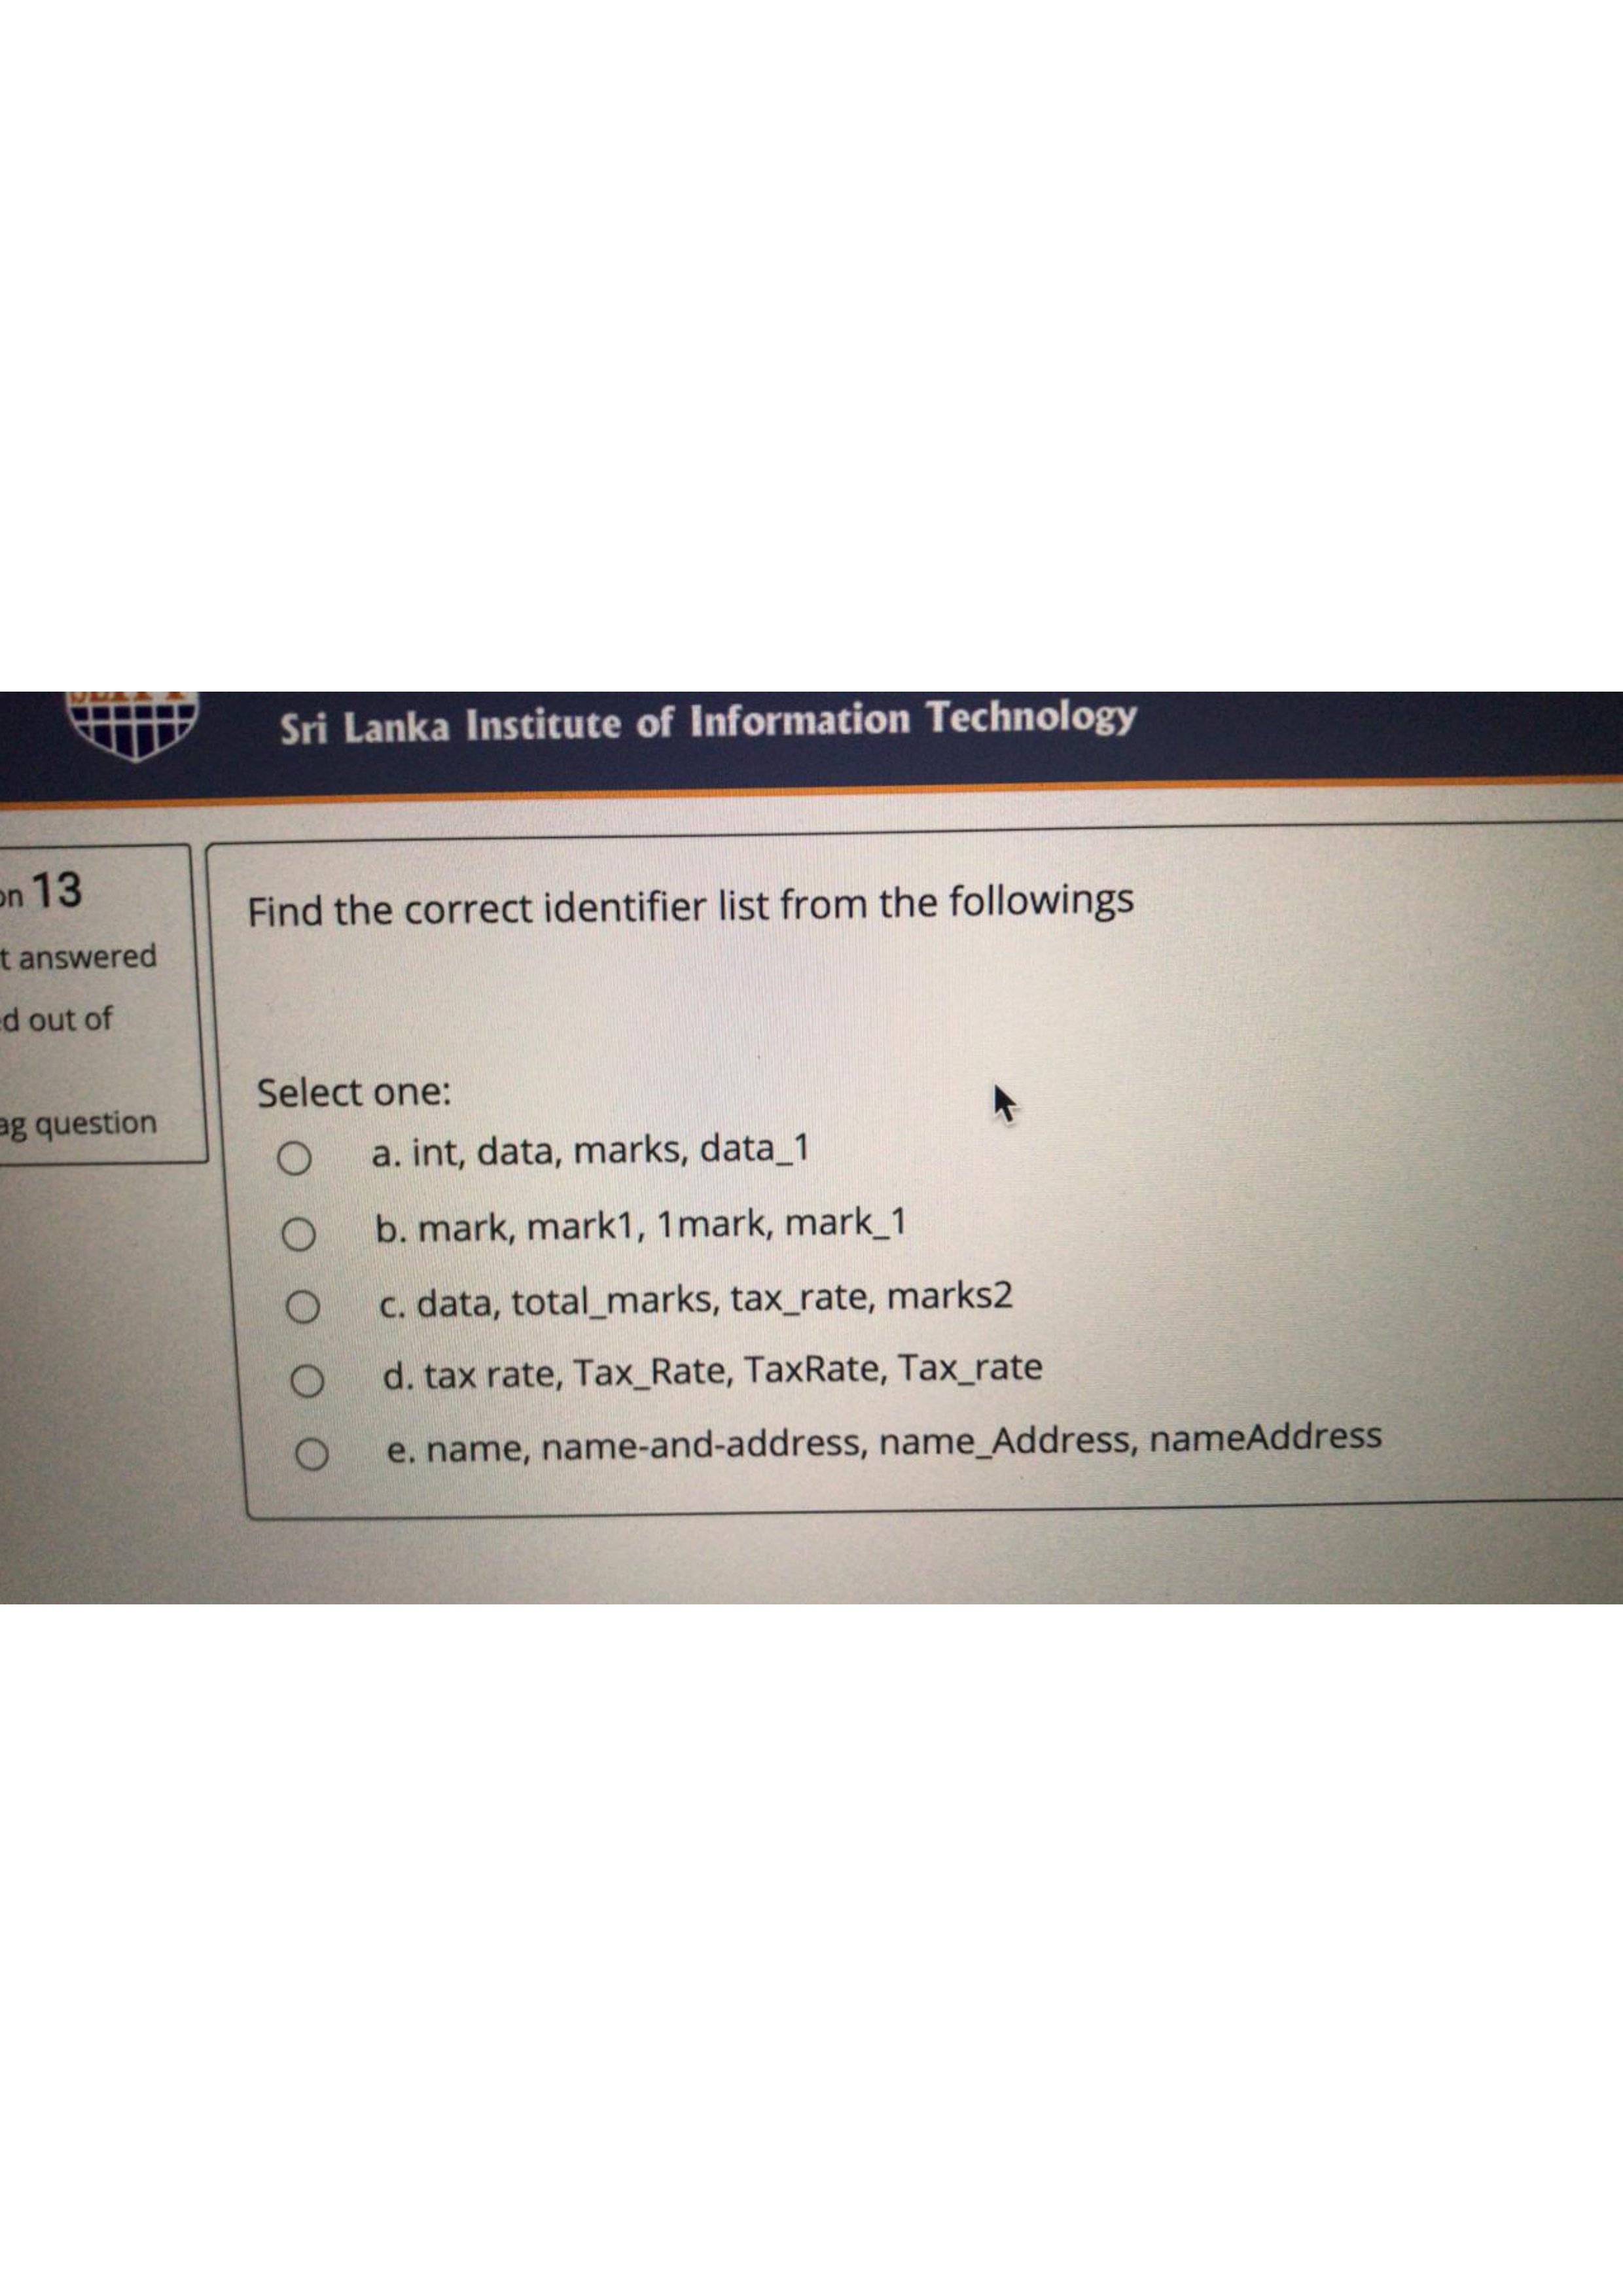 Sri Lanka Institute of Information Technology
13
answered
out of
question
Find the correct identifier list from the followings
Select one:
a. int, data, marks, data_1
b. mark, mark1, 1mark, mark_1
c. data, total_marks, tax_rate, marks2
d. tax rate, Tax_Rate, TaxRate, Tax_rate
e. name, name-and-address, name_Address, nameAddress